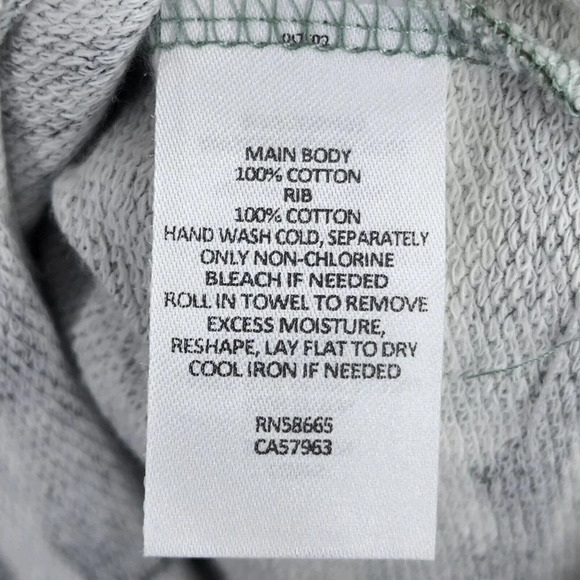 MAIN BODY
100% COTTON
RIB
100% COTTON
HAND WASH COLD, SEPARATELY
ONLY NON-CHLORINE
BLEACH IF NEEDED
ROLL IN TOWEL TO REMOVE
EXCESS MOISTURE,
RESHAPE, LAY FLAT TO DRY
COOL IRON IF NEEDED
RN58665
CA57963